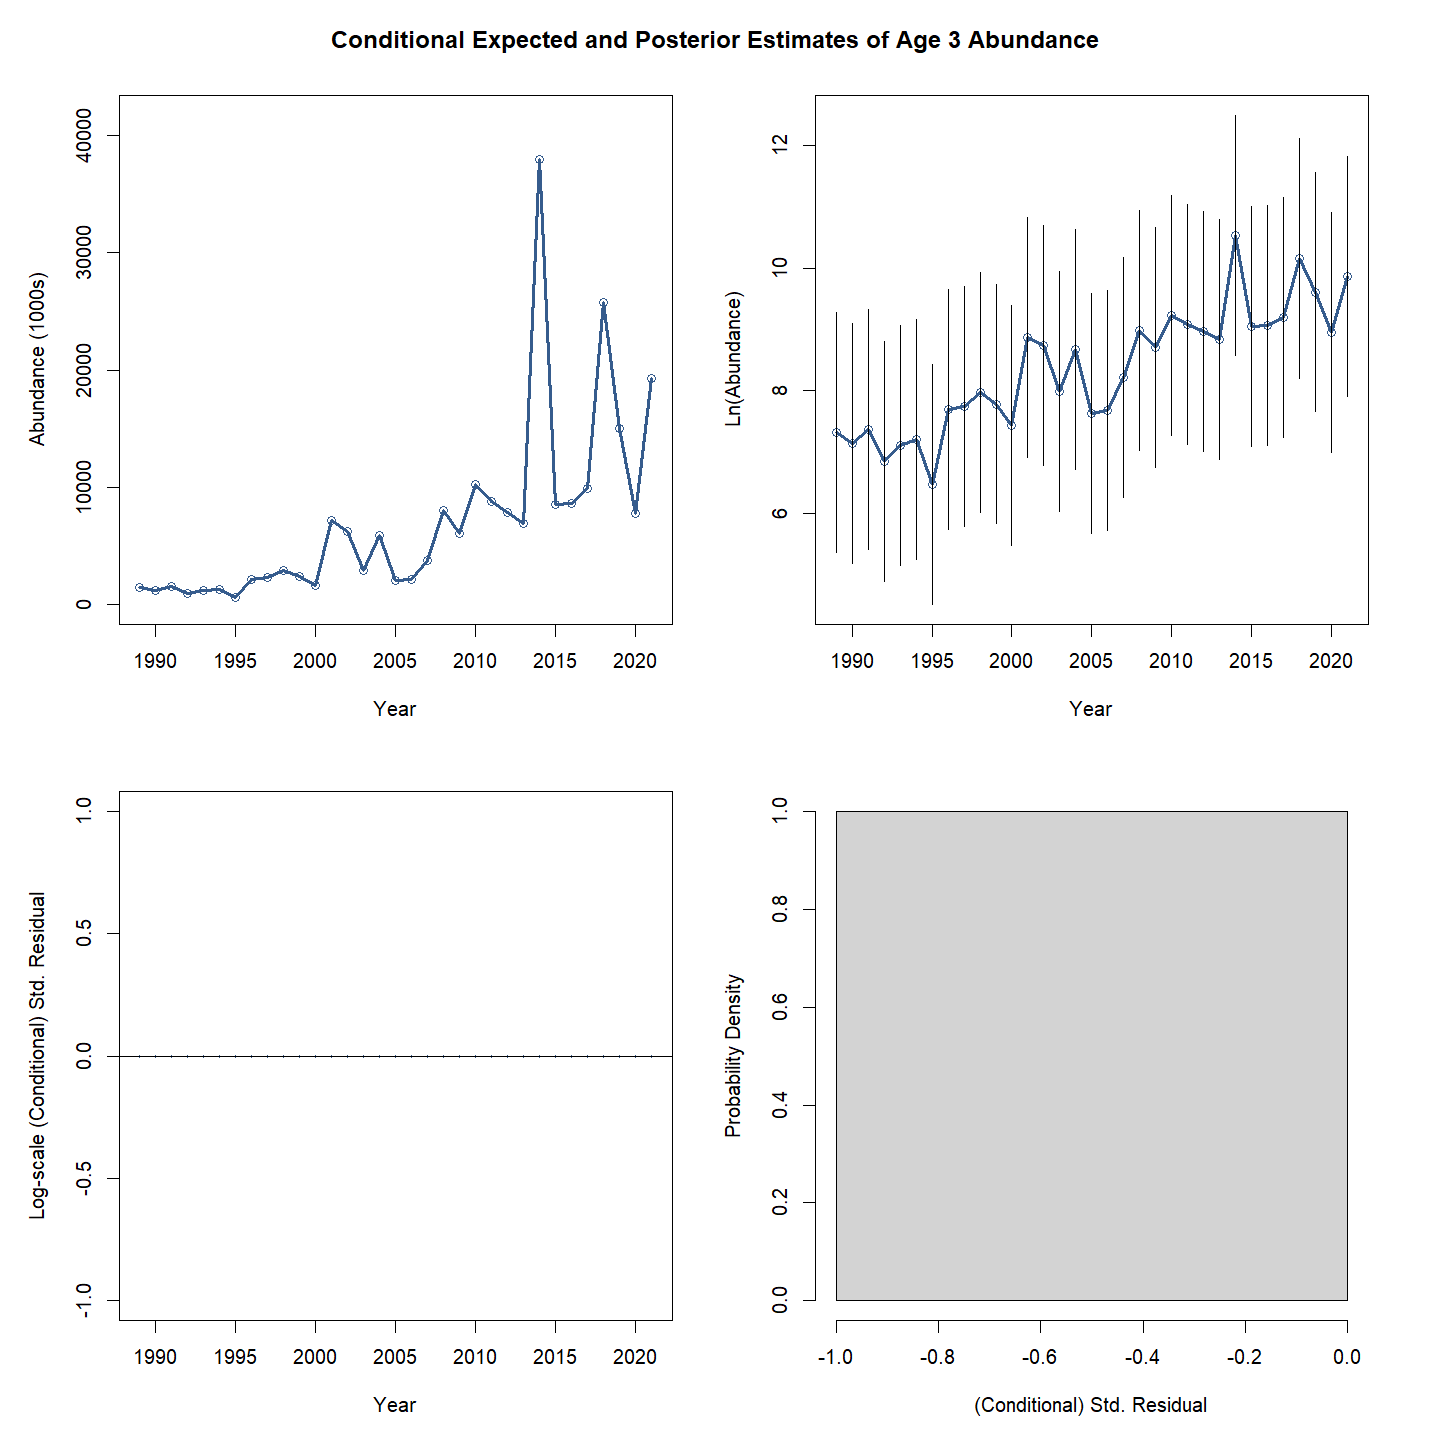 Conditional Expected and Posterior Estimates of Age 3 Abundance
Abundance (1000s)
40000
30000
20000
10000
0
1990 1995 2000 2005 2010 2015 2020
Year
Ln(Abundance)
12
10
8
6
1990 1995 2000 2005 2010 2015 2020
Year
Log-scale (Conditional) Std. Residual
1.0
0.5
0.0
-0.5
-1.0
1990 1995 2000 2005 2010 2015 2020
Year
Probability Density
1.0
0.8
0.6
0.4
0.2
0.0
-1.0 -0.8 -0.6 -0.4 -0.2 0.0
(Conditional) Std. Residual